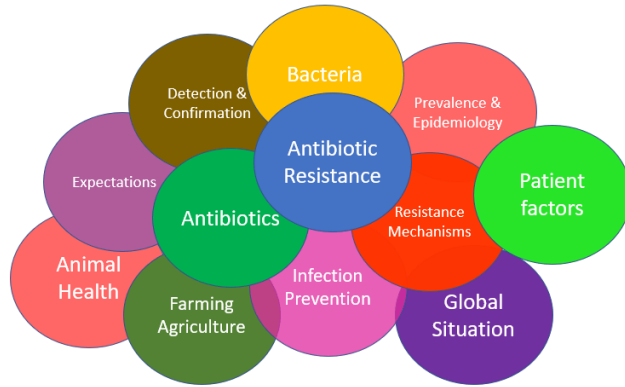 Bacteria
Detection &
Confirmation
Prevalence &
Epidemiology
Antibiotic
Resistance
Expectations
Patient
factors
Antibiotics
Resistance
Mechanisms
Animal
Health
Infection
Prevention
Farming
Agriculture
Global
Situation